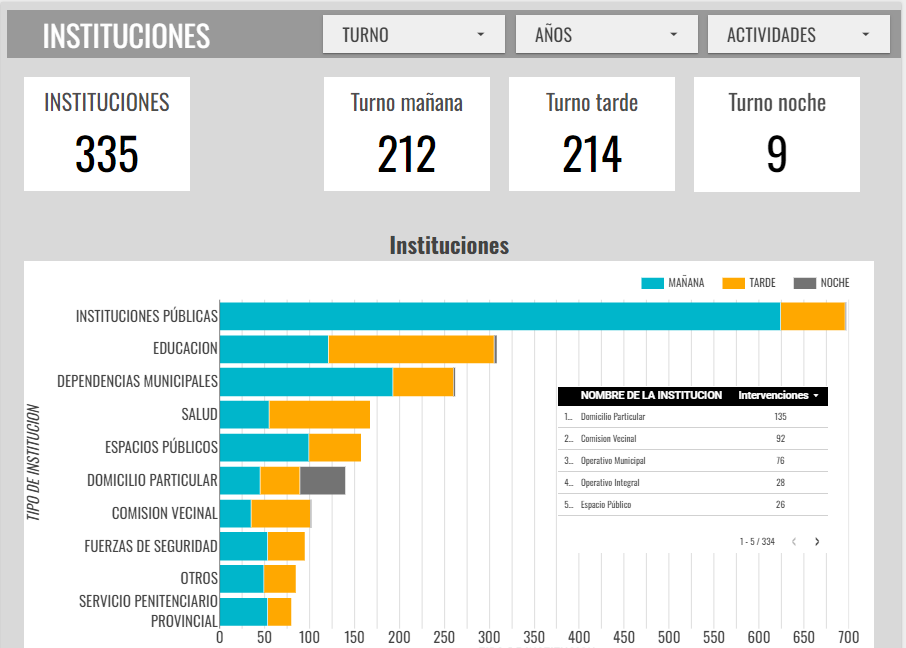 INSTITUCIONES
TURNO
AÑOS
ACTIVIDADES
INSTITUCIONES
335
Turno mañana
212
Turno tarde
214
Turno noche
9
Instituciones
MAÑANA TARDE NOCHE
INSTITUCIONES PÚBLICAS
EDUCACION
DEPENDENCIAS MUNICIPALES
SALUD
ESPACIOS PÚBLICOS
DOMICILIO PARTICULAR
COMISION VECINAL
FUERZAS DE SEGURIDAD
OTROS
SERVICIO PENITENCIARIO
PROVINCIAL
TIPO DE INSTITUCION
NOMBRE DE LA INSTITUCION Intervenciones
1... Domicilio Particular 135
2... Comision Vecinal 92
3... Operativo Municipal 76
4... Operativo Integral 28
5... Espacio Público 26
1 - 5 / 334
0 50 100 150 200 250 300 350 400 450 500 550 600 650 700